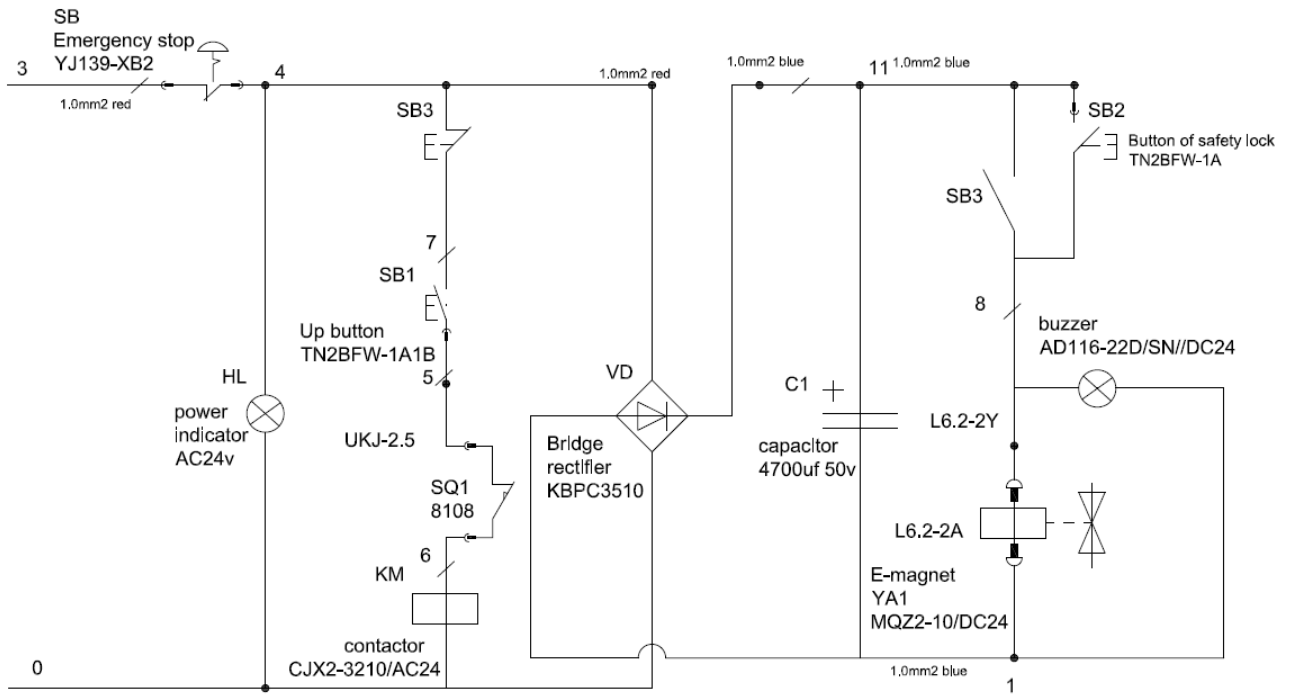 SB
Emergency stop
YJ139-XB2
3
1.0mm2 red
4
1.0mm2 red
1.0mm2 blue
11
1.0mm2 blue
SB3
SB2
Button of safety lock
TN2BFW-1A
SB3
7
SB1
8
Up button
TN2BFW-1A1B
5
buzzer
AD116-22D/SN//DC24
HL
power
indicator
AC24v
VD
C1
+
UKJ-2.5
Bridge
rectifier
KBPC3510
capacitor
4700uf 50v
L6.2-2Y
SQ1
8108
L6.2-2A
6
KM
E-magnet
YA1
MQZ2-10/DC24
contactor
CJX2-3210/AC24
0
1.0mm2 blue
1